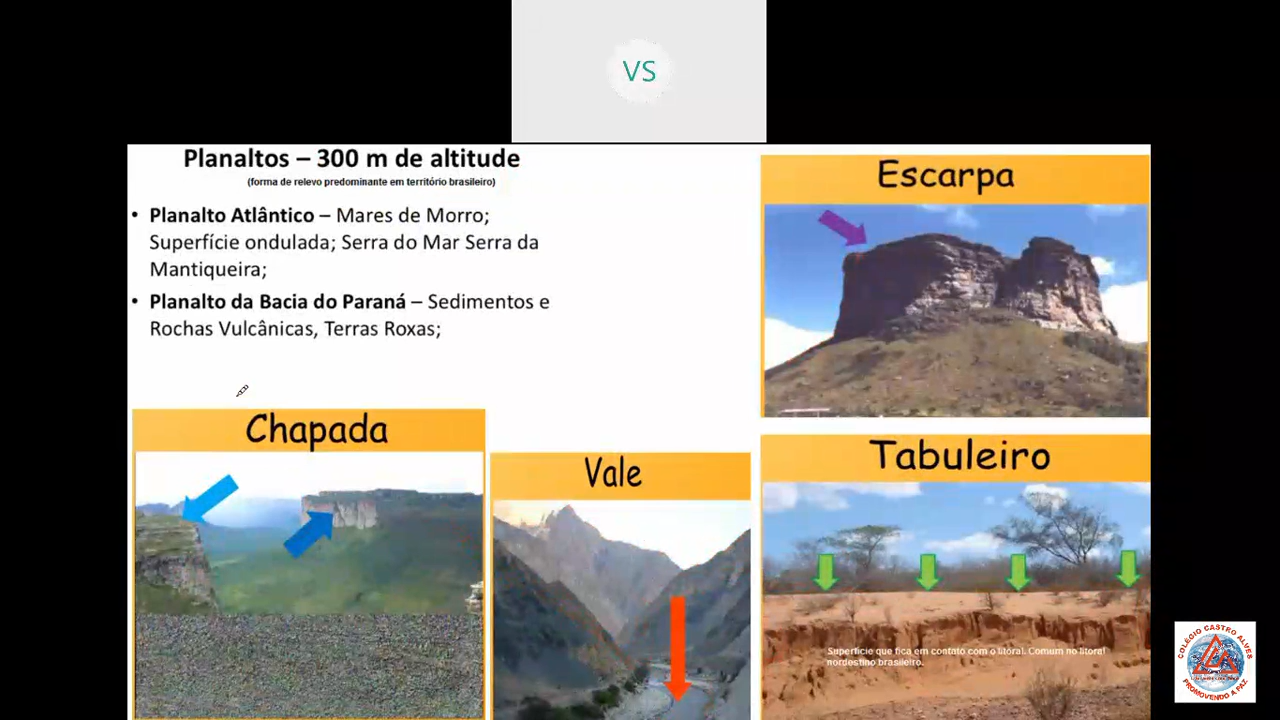 VS
Planaltos – 300 m de altitude
(forma de relevo predominante em território brasileiro)
• Planalto Atlântico – Mares de Morro;
Superfície ondulada; Serra do Mar Serra da
Mantiqueira;
• Planalto da Bacia do Paraná – Sedimentos e
Rochas Vulcânicas, Terras Roxas;
Escarpa
Chapada
Vale
Tabuleiro
Superfície que fica em contato com o litoral. Comum no litoral
nordestino brasileiro.
COLÉGIO CASTRO ALVES
PROMOVENDO A PAZ